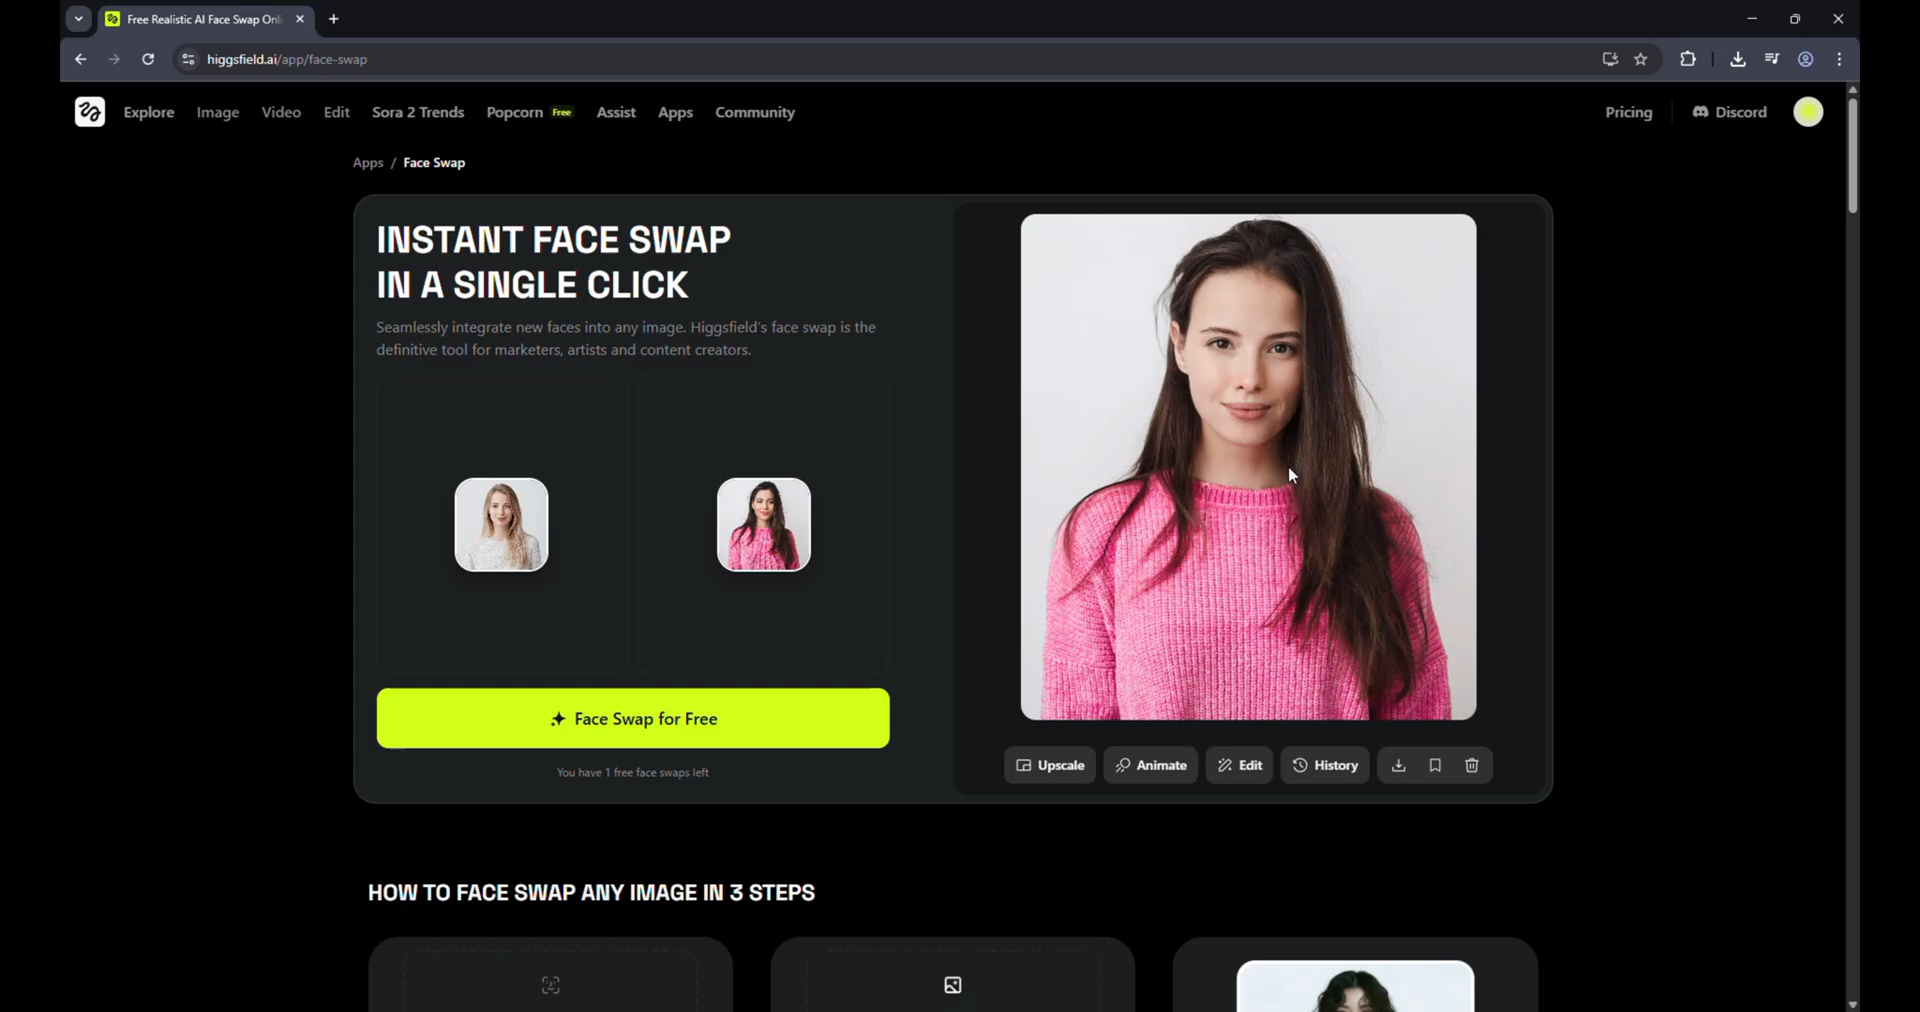 Free Realistic AI Face Swap Onli
higgsfield.ai/app/face-swap
Explore Image Video Edit Sora 2 Trends Popcorn Free Assist Apps Community Pricing Discord
Apps / Face Swap
INSTANT FACE SWAP
IN A SINGLE CLICK
Seamlessly integrate new faces into any image. Higgsfield's face swap is the
definitive tool for marketers, artists and content creators.
Face Swap for Free
You have 1 free face swaps left
Upscale Animate Edit History
HOW TO FACE SWAP ANY IMAGE IN 3 STEPS